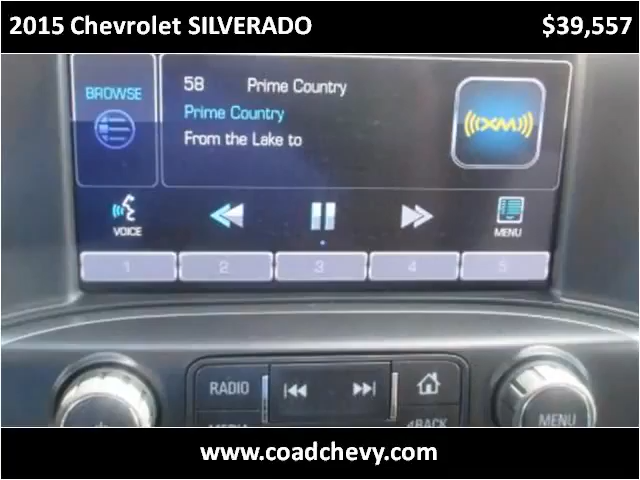 2015 Chevrolet SILVERADO $39,557
BROWSE
58 Prime Country
Prime Country
From the Lake to
((XM))
VOICE
MENU
1 2 3 4 5
RADIO
MENU
BACK
www.coadchevy.com